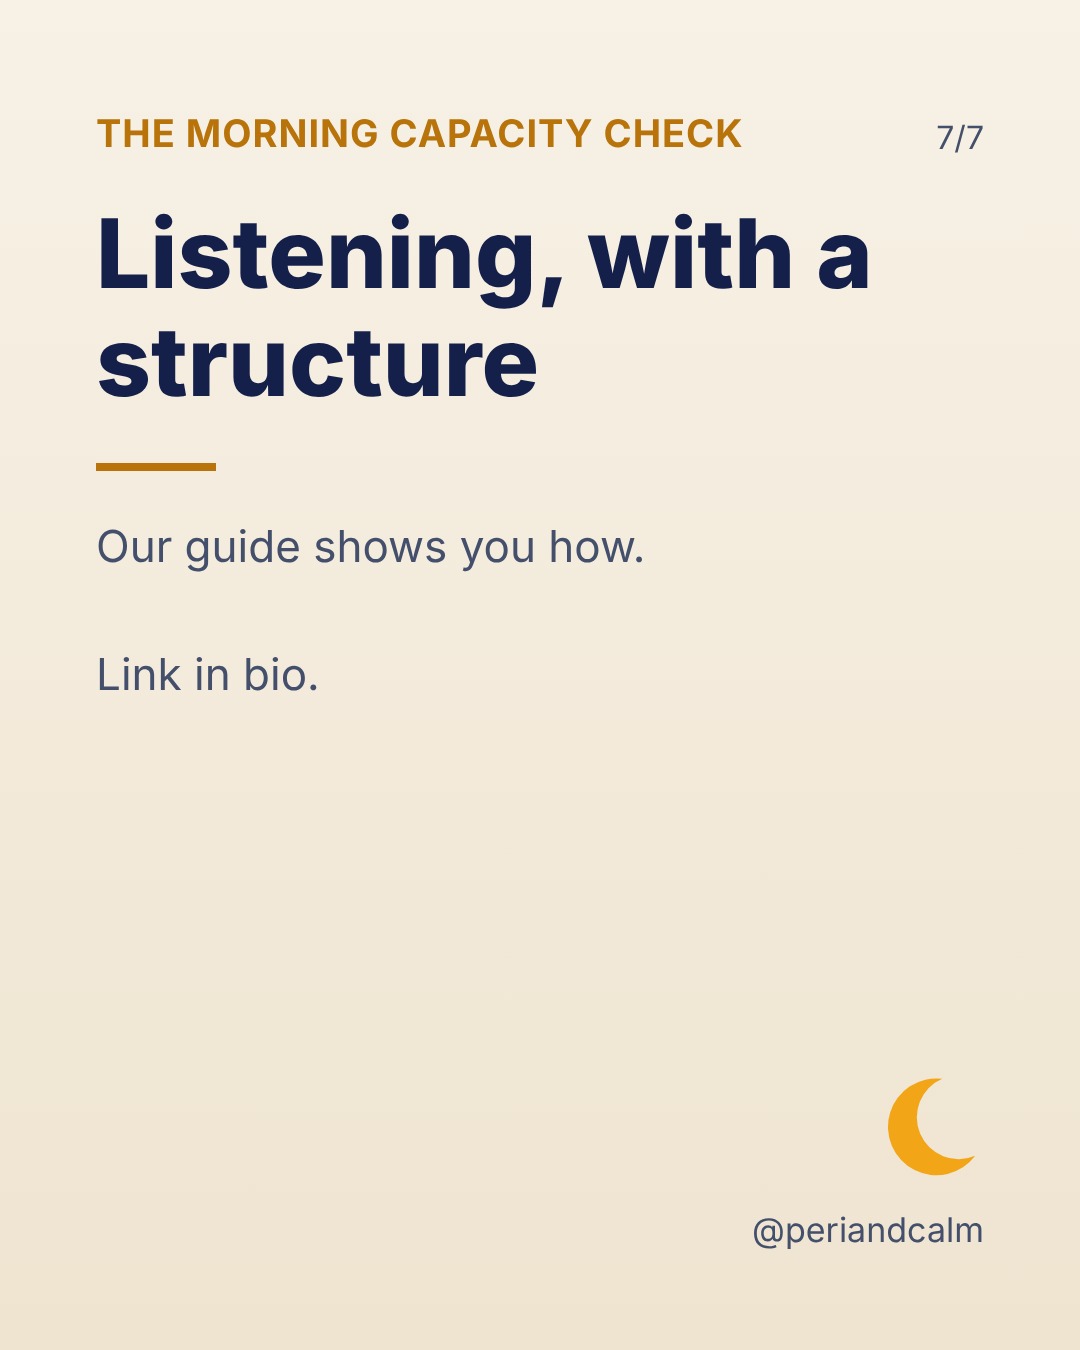 THE MORNING CAPACITY CHECK
7/7
Listening, with a
structure
Our guide shows you how.
Link in bio.
@periandcalm